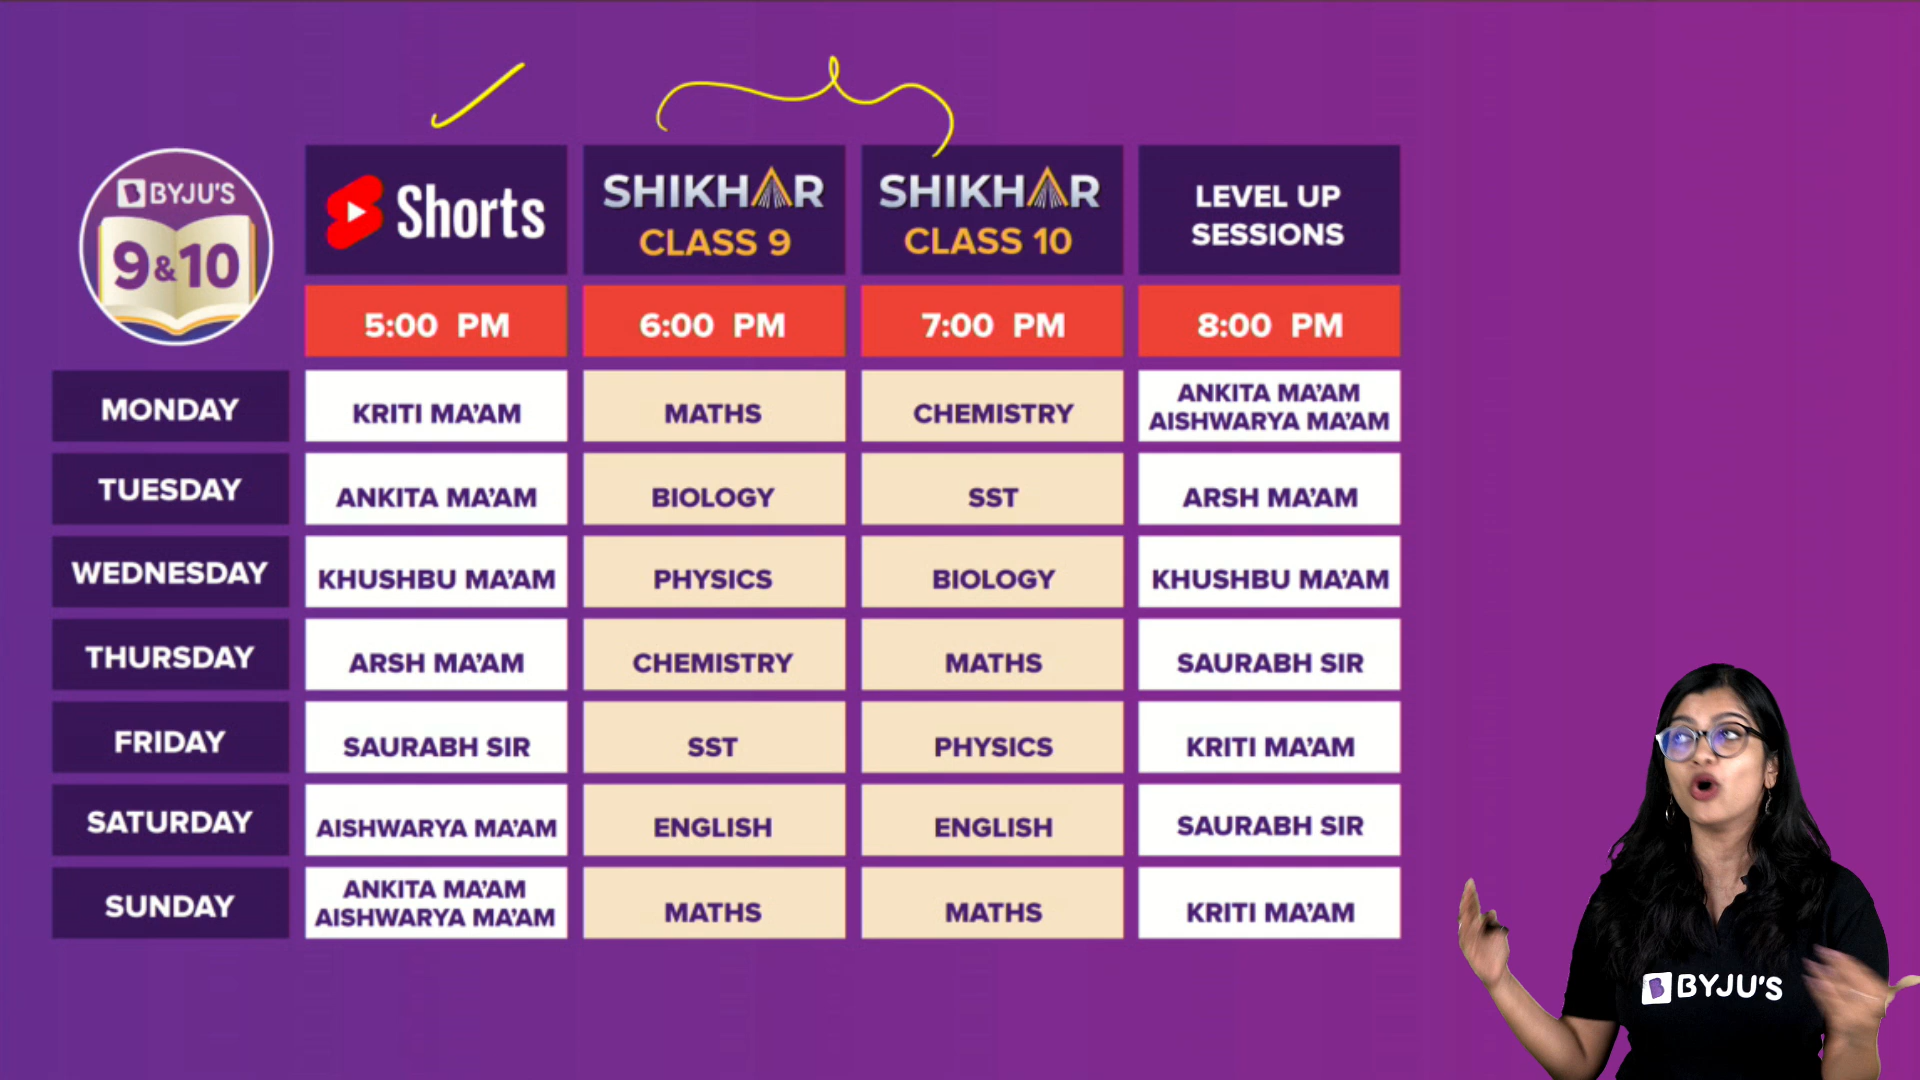 BYJU'S
9&10
Shorts
SHIKHAR
CLASS 9
SHIKHAR
CLASS 10
LEVEL UP
SESSIONS
5:00 PM
6:00 PM
7:00 PM
8:00 PM
MONDAY
KRITI MA'AM
MATHS
CHEMISTRY
ANKITA MA'AM
AISHWARYA MA'AM
TUESDAY
ANKITA MA'AM
BIOLOGY
SST
ARSH MA'AM
WEDNESDAY
KHUSHBU MA'AM
PHYSICS
BIOLOGY
KHUSHBU MA'AM
THURSDAY
ARSH MA'AM
CHEMISTRY
MATHS
SAURABH SIR
FRIDAY
SAURABH SIR
SST
PHYSICS
KRITI MA'AM
SATURDAY
AISHWARYA MA'AM
ENGLISH
ENGLISH
SAURABH SIR
SUNDAY
ANKITA MA'AM
AISHWARYA MA'AM
MATHS
MATHS
KRITI MA'AM
BYJU'S